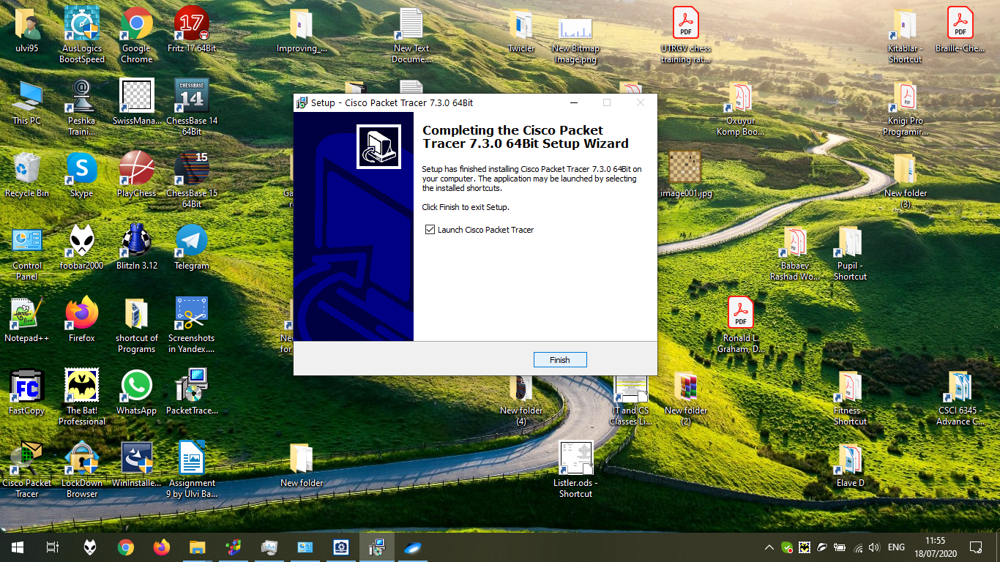 ulvi95
AusLogics
BoostSpeed
Google
Chrome
17
Fritz 17 64Bit
Improving_...
New Text
Docume...
Twicler
New Bitmap
Image.png
PDF
UTRGV chess
training rat...
Kitablar -
Shortcut
PDF
Braille-Che...
This PC
Peshka
Traini...
SwissMana...
CHESSBASE
14
ChessBase 14
64Bit
Oxuyur
Komp Boo...
Knigi Pro
Programir...
Setup - Cisco Packet Tracer 7.3.0 64Bit
Completing the Cisco Packet
Tracer 7.3.0 64Bit Setup Wizard
Setup has finished installing Cisco Packet Tracer 7.3.0 64Bit on
your computer. The application may be launched by selecting
the installed shortcuts.
Click Finish to exit Setup.
Launch Cisco Packet Tracer
Finish
Recycle Bin
Skype
PlayChess
15
ChessBase 15
64Bit
image001.jpg
New folder
(3)
Control
Panel
foobar2000
BlitzIn 3.12
Telegram
Babaev
Rashad Wo...
Pupil -
Shortcut
Notepad++
Firefox
shortcut of
Programs
Screenshots
in Yandex....
PDF
Ronald L.
Graham, D...
FC
FastCopy
The Bat!
Professional
WhatsApp
PacketTrace...
New folder
(4)
IT and CS
Classes Li...
New folder
(2)
Fitness -
Shortcut
CSCI 6345 -
Advance C...
Cisco Packet
Tracer
LockDown
Browser
WinInstalle...
Assignment
9 by Ulvi Ba...
New folder
Listler.ods -
Shortcut
Elave D
ENG
11:55
18/07/2020